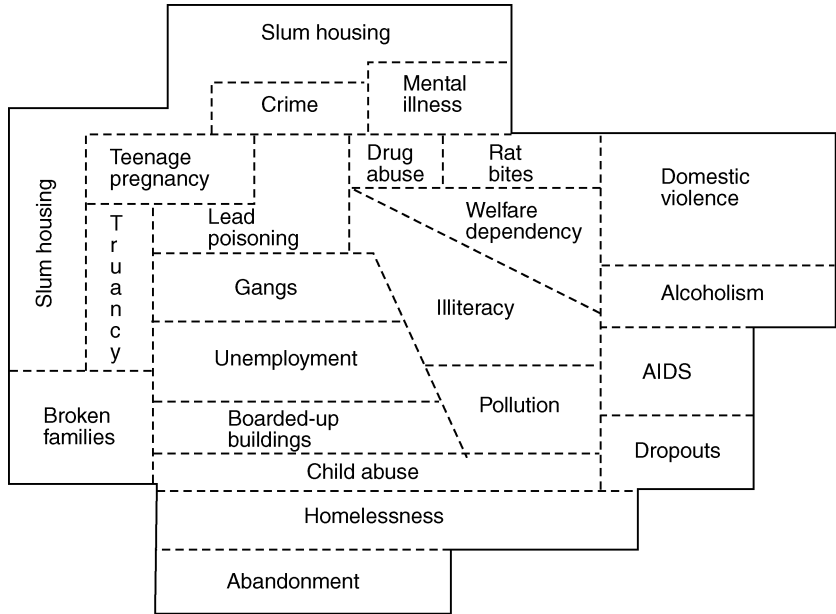 Slum housing
Mental
illness
Crime
Teenage
pregnancy
Drug
abuse
Rat
bites
Domestic
violence
Slum housing
Truancy
Lead
poisoning
Welfare
dependency
Gangs
Illiteracy
Alcoholism
Unemployment
AIDS
Broken
families
Boarded-up
buildings
Pollution
Dropouts
Child abuse
Homelessness
Abandonment